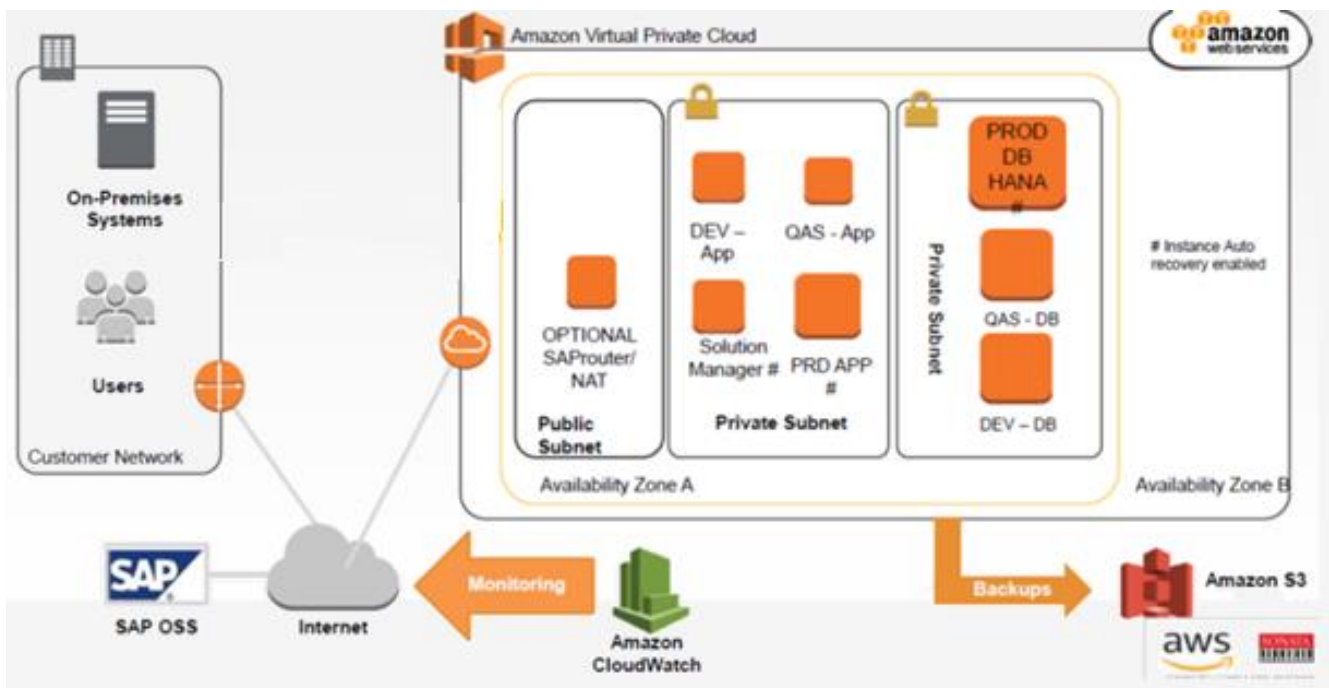 Amazon Virtual Private Cloud
amazon
webservices
On-Premises
Systems
Users
Customer Network
OPTIONAL
SAProuter/
NAT
Public
Subnet
DEV –
App
QAS - App
Solution
Manager #
PRD APP
#
Private Subnet
PROD
DB
HANA
#
Private Subnet
QAS - DB
DEV – DB
# Instance Auto
recovery enabled
Availability Zone A
Availability Zone B
SAP
SAP OSS
Internet
Monitoring
Amazon
CloudWatch
Backups
Amazon S3
aws
SONATA